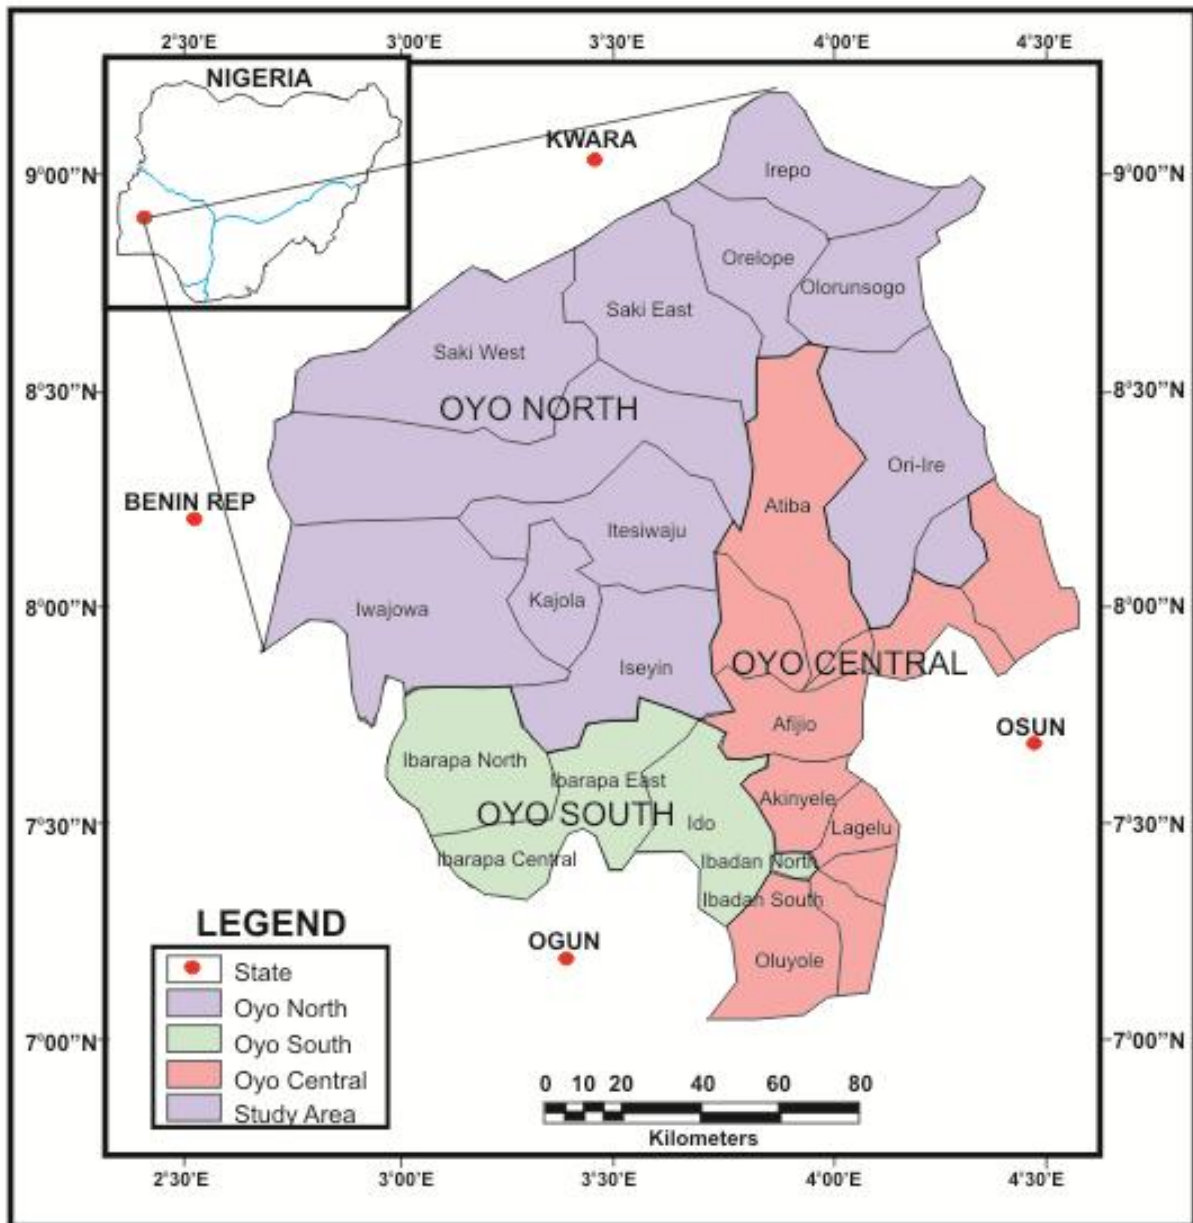 2°30'E 3°00'E 3°30'E 4°00'E 4°30'E
NIGERIA
KWARA
9°00"N
9°00"N
Irepo
Orelope
Olorunsogo
Saki East
Saki West
8°30"N
8°30"N
OYO NORTH
Ori-Ire
BENIN REP
Atiba
Itesiwaju
8°00"N
8°00"N
Iwajowa
Kajola
Iseyin
OYO CENTRAL
Afijio
OSUN
Ibarapa North
Ibarapa East
Akinyele
7°30"N
7°30"N
OYO SOUTH
Ido
Lagelu
Ibarapa Central
Ibadan North
Ibadan South
LEGEND
OGUN
Oluyole
State
Oyo North
Oyo South
Oyo Central
Study Area
7°00"N
7°00"N
0 10 20 40 60 80
Kilometers
2°30'E 3°00'E 3°30'E 4°00'E 4°30'E